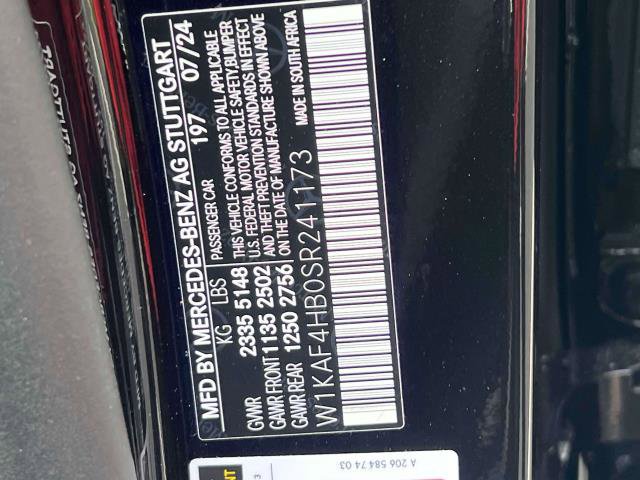 MFD BY MERCEDES-BENZ AG STUTTGART
197 07/24
KG LBS PASSENGER CAR
GVWR 2335 5148
GAWR FRONT 1135 2502
GAWR REAR 1250 2756
THIS VEHICLE CONFORMS TO ALL APPLICABLE
U.S. FEDERAL MOTOR VEHICLE SAFETY, BUMPER
AND THEFT PREVENTION STANDARDS IN EFFECT
ON THE DATE OF MANUFACTURE SHOWN ABOVE
MADE IN SOUTH AFRICA
W1KAF4HB0SR241173
A 206 584 74 03